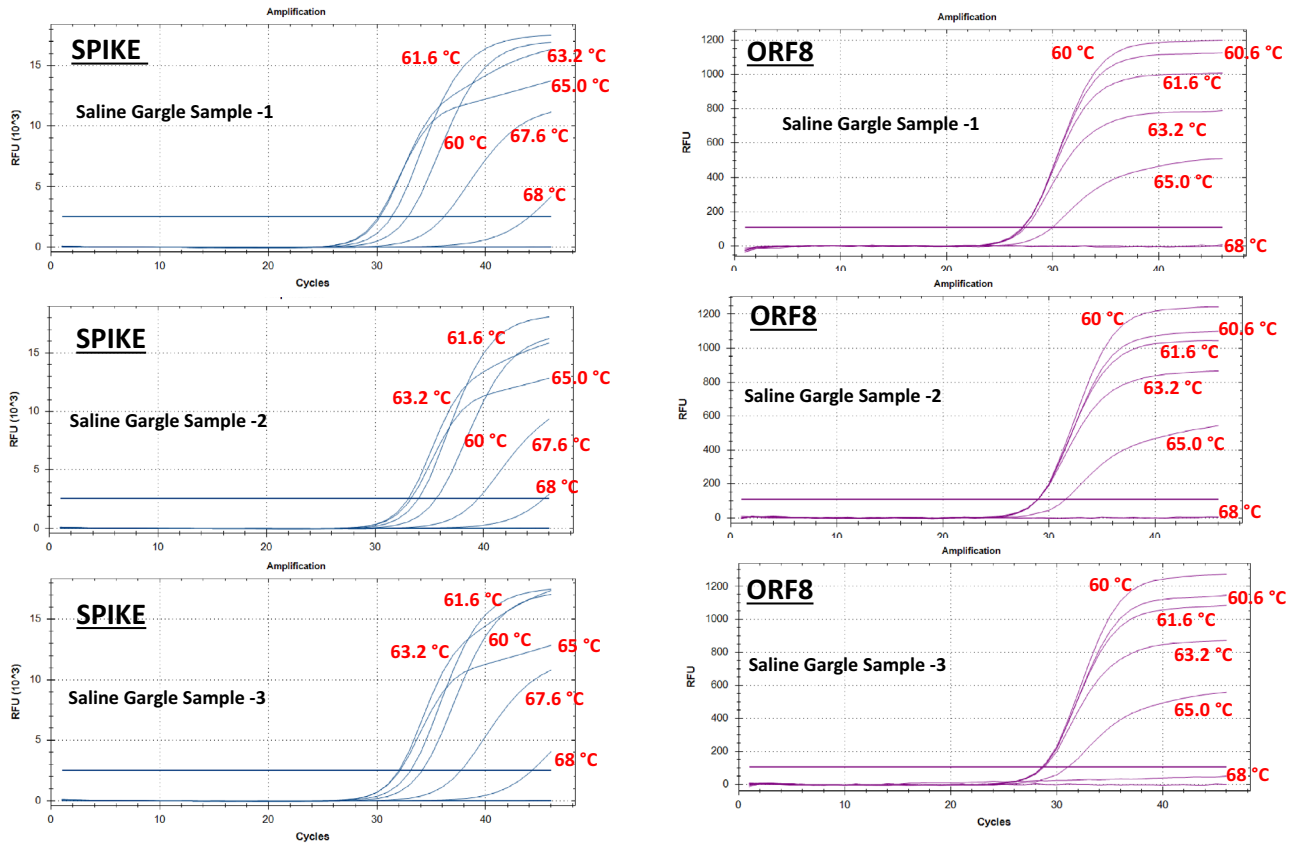 Amplification
SPIKE
Saline Gargle Sample -1
61.6 °C
63.2 °C
65.0 °C
67.6 °C
60 °C
68 °C
RFU (10^3)
15
10
5
0
0
10
20
30
40
Cycles
Amplification
ORF8
Saline Gargle Sample -1
60 °C
60.6 °C
61.6 °C
63.2 °C
65.0 °C
68 °C
RFU
1200
1000
800
600
400
200
0
0
10
20
30
40
SPIKE
Saline Gargle Sample -2
61.6 °C
65.0 °C
63.2 °C
60 °C
67.6 °C
68 °C
RFU (10^3)
15
10
5
0
0
10
20
30
40
Amplification
ORF8
Saline Gargle Sample -2
60 °C
60.6 °C
61.6 °C
63.2 °C
65.0 °C
68 °C
RFU
1200
1000
800
600
400
200
0
0
10
20
30
40
Amplification
SPIKE
Saline Gargle Sample -3
61.6 °C
63.2 °C
60 °C
65 °C
67.6 °C
68 °C
RFU (10^3)
15
10
5
0
0
10
20
30
40
Cycles
Amplification
ORF8
Saline Gargle Sample -3
60 °C
60.6 °C
61.6 °C
63.2 °C
65.0 °C
68 °C
RFU
1200
1000
800
600
400
200
0
0
10
20
30
40
Cycles